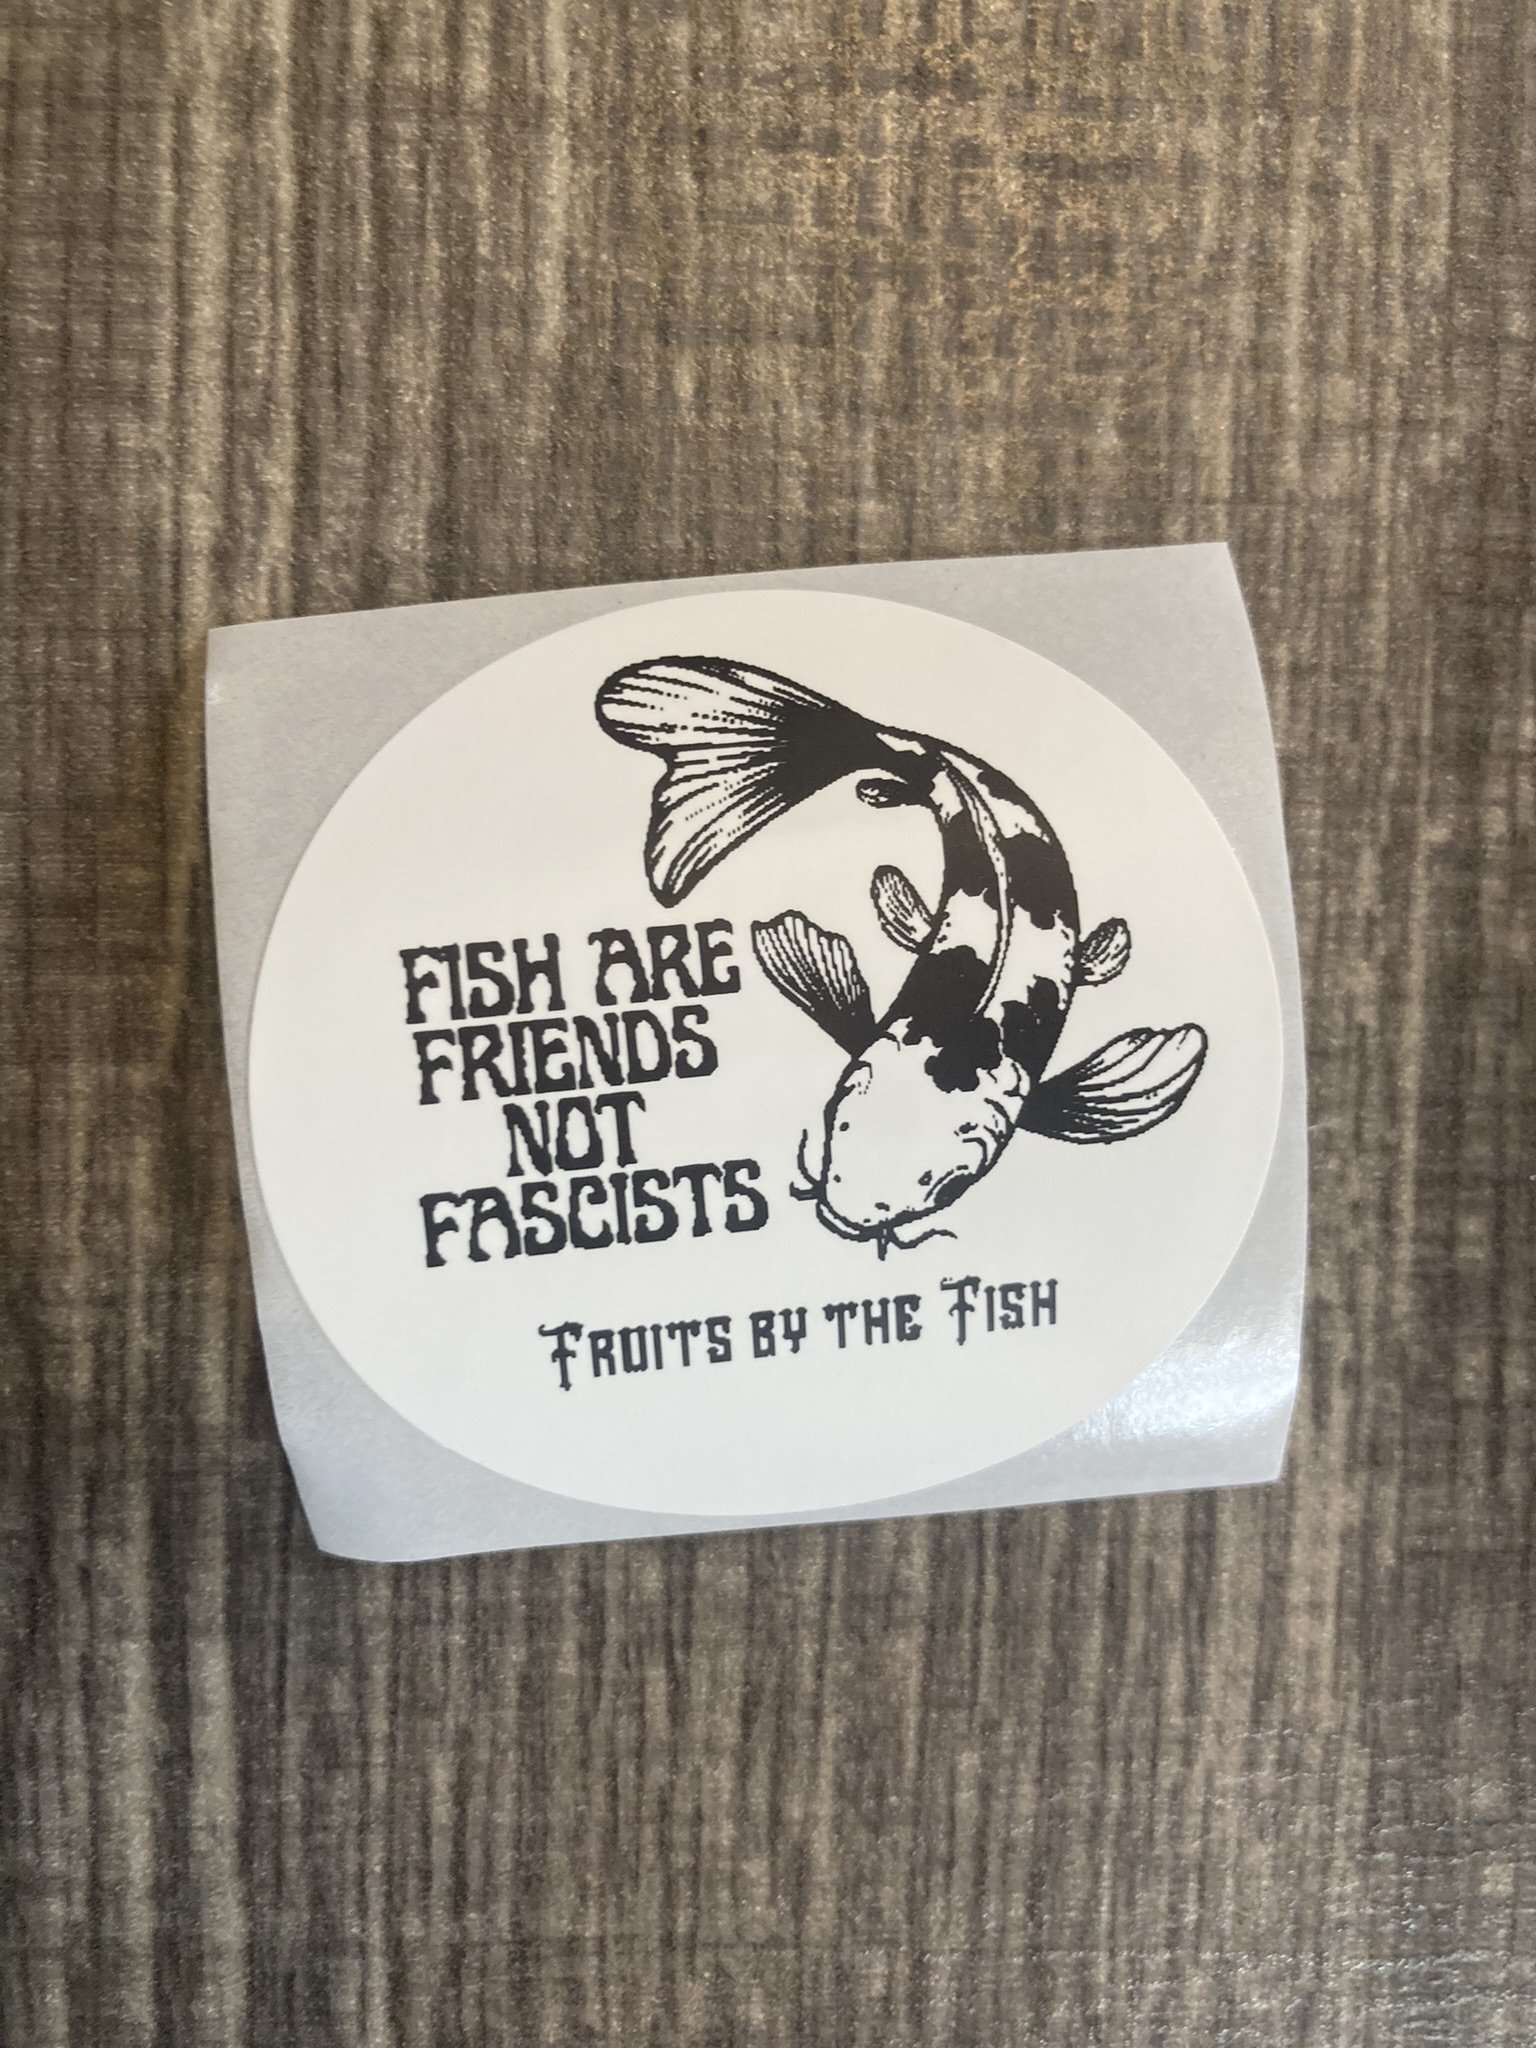 FISH ARE
FRIENDS
NOT
FASCISTS
FRUITS BY THE FISH